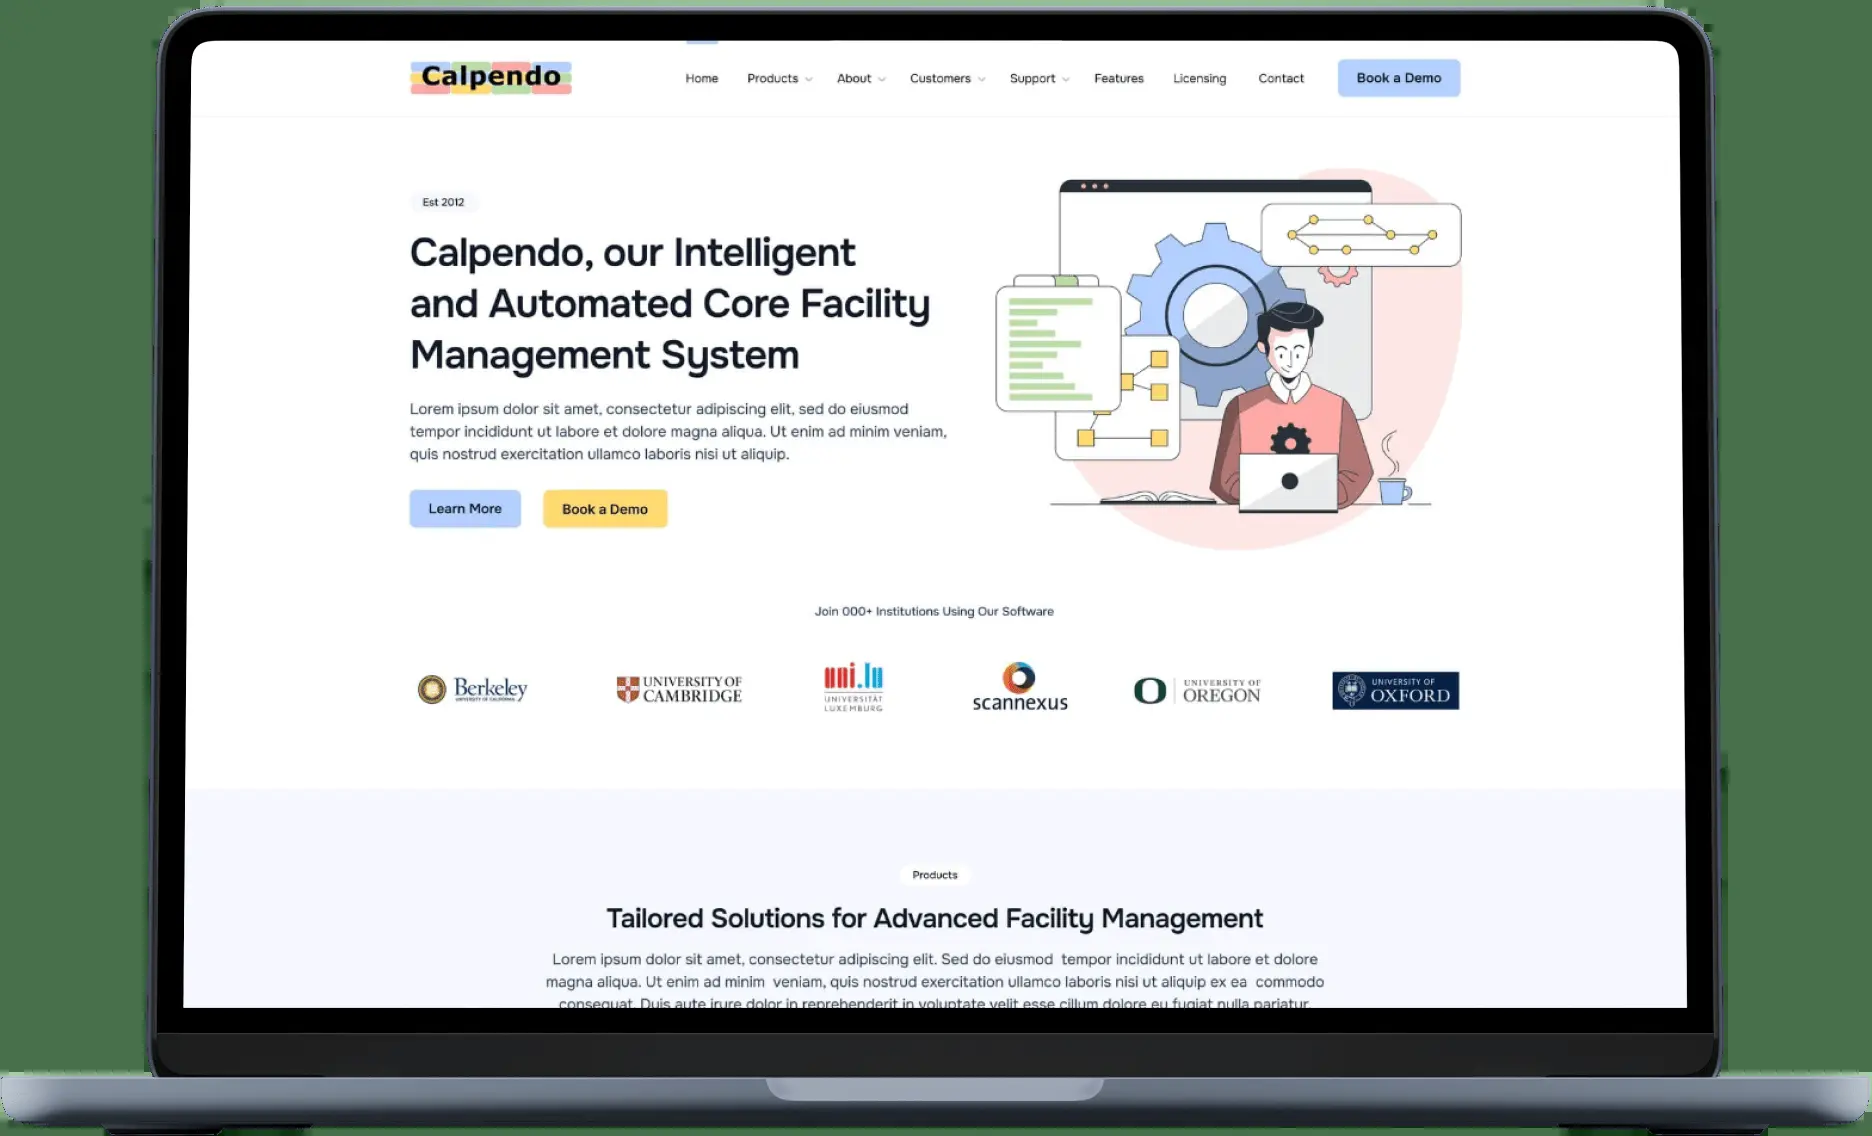 Calpendo
Home Products About Customers Support Features Licensing Contact Book a Demo
Est 2012
Calpendo, our Intelligent
and Automated Core Facility
Management System
Lorem ipsum dolor sit amet, consectetur adipiscing elit, sed do eiusmod
tempor incididunt ut labore et dolore magna aliqua. Ut enim ad minim veniam,
quis nostrud exercitation ullamco laboris nisi ut aliquip.
Learn More Book a Demo
Join 000+ Institutions Using Our Software
Berkeley
UNIVERSITY OF CALIFORNIA
UNIVERSITY OF
CAMBRIDGE
uni.lu
UNIVERSITÄT
LUXEMBURG
scannexus
O
UNIVERSITY OF
OREGON
UNIVERSITY OF
OXFORD
Products
Tailored Solutions for Advanced Facility Management
Lorem ipsum dolor sit amet, consectetur adipiscing elit. Sed do eiusmod tempor incididunt ut labore et dolore
magna aliqua. Ut enim ad minim veniam, quis nostrud exercitation ullamco laboris nisi ut aliquip ex ea commodo
consequat. Duis aute irure dolor in reprehenderit in voluptate velit esse cillum dolore eu fugiat nulla pariatur.